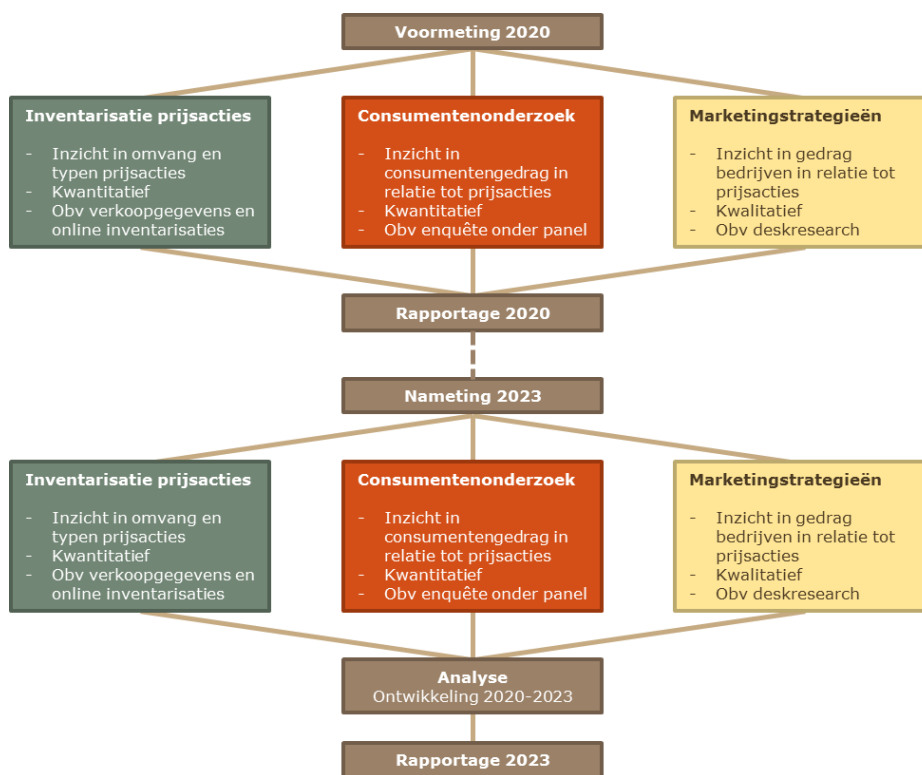 Voormeting 2020
Inventarisatie prijsacties
- Inzicht in omvang en
typen prijsacties
- Kwantitatief
- Obv verkoopgegevens en
online inventarisaties
Consumentenonderzoek
- Inzicht in
consumentengedrag in
relatie tot prijsacties
- Kwantitatief
- Obv enquête onder panel
Marketingstrategieën
- Inzicht in gedrag
bedrijven in relatie tot
prijsacties
- Kwalitatief
- Obv deskresearch
Rapportage 2020
Nameting 2023
Inventarisatie prijsacties
- Inzicht in omvang en
typen prijsacties
- Kwantitatief
- Obv verkoopgegevens en
online inventarisaties
Consumentenonderzoek
- Inzicht in
consumentengedrag in
relatie tot prijsacties
- Kwantitatief
- Obv enquête onder panel
Marketingstrategieën
- Inzicht in gedrag
bedrijven in relatie tot
prijsacties
- Kwalitatief
- Obv deskresearch
Analyse
Ontwikkeling 2020-2023
Rapportage 2023